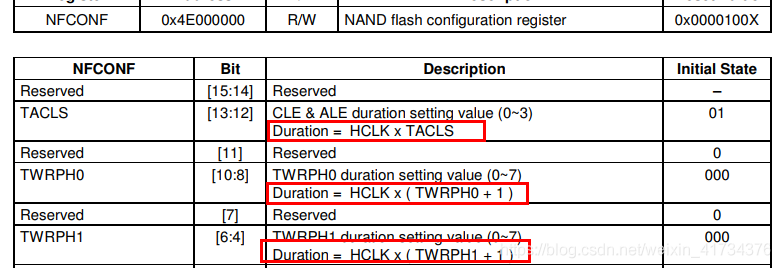 NFCONF 0x4E000000 R/W NAND flash configuration register 0x0000100X
NFCONF Bit Description Initial State
Reserved [15:14] Reserved –
TACLS [13:12] CLE & ALE duration setting value (0~3) 01
Duration = HCLK x TACLS
Reserved [11] Reserved 0
TWRPH0 [10:8] TWRPH0 duration setting value (0~7) 000
Duration = HCLK x ( TWRPH0 + 1 )
Reserved [7] Reserved 0
TWRPH1 [6:4] TWRPH1 duration setting value (0~7) 000
Duration = HCLK x ( TWRPH1 + 1 )
https://blog.csdn.net/weixin_41734376